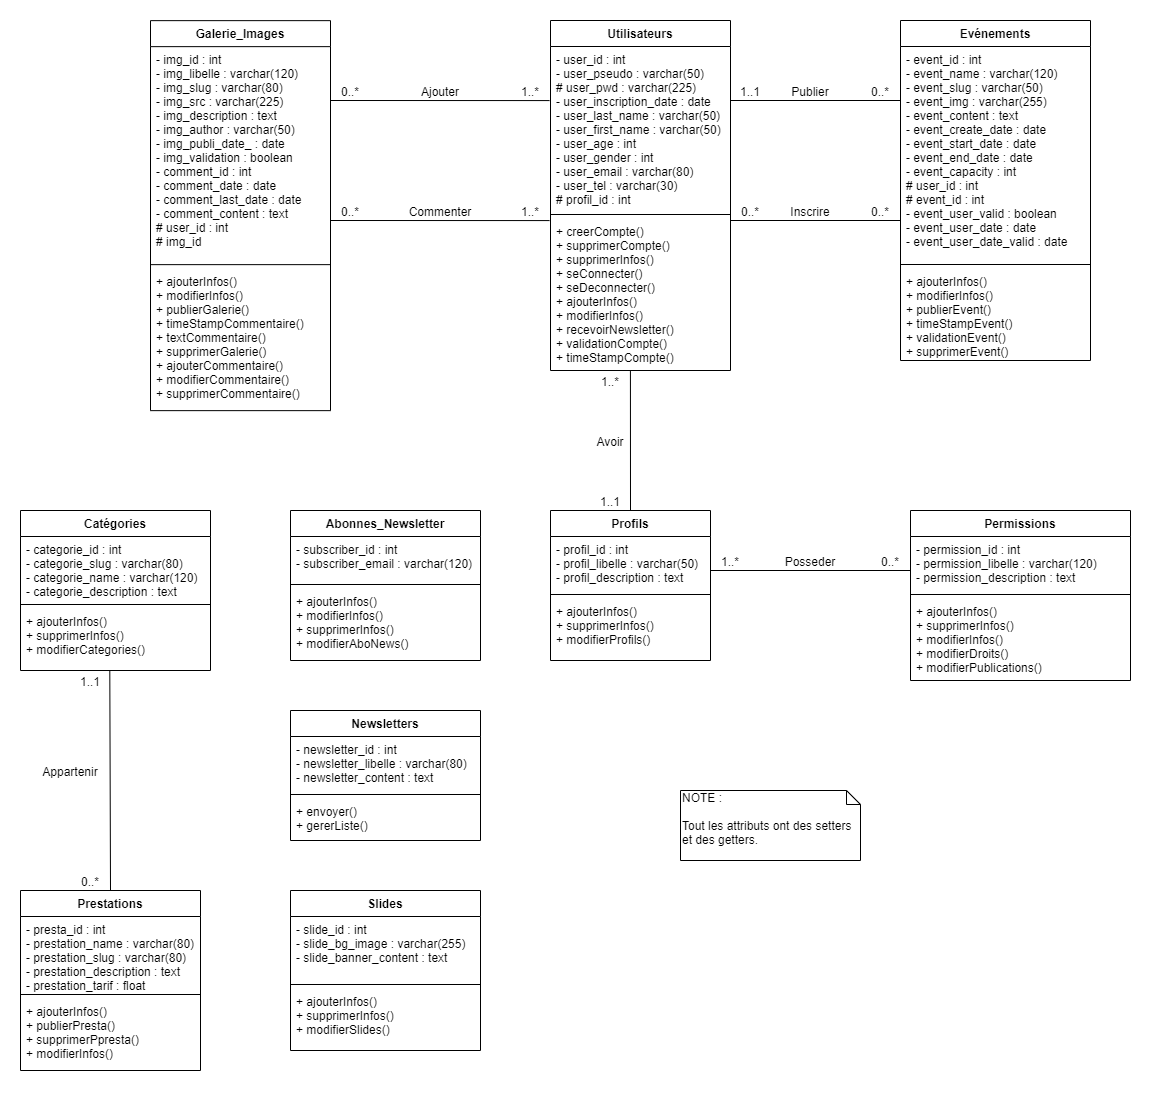 Galerie_Images
- img_id : int
- img_libelle : varchar(120)
- img_slug : varchar(80)
- img_src : varchar(225)
- img_description : text
- img_author : varchar(50)
- img_publi_date_ : date
- img_validation : boolean
- comment_id : int
- comment_date : date
- comment_last_date : date
- comment_content : text
# user_id : int
# img_id
+ ajouterInfos()
+ modifierInfos()
+ publierGalerie()
+ timeStampCommentaire()
+ textCommentaire()
+ supprimerGalerie()
+ ajouterCommentaire()
+ modifierCommentaire()
+ supprimerCommentaire()
0..* Ajouter 1..*
0..* Commenter 1..*
Utilisateurs
- user_id : int
- user_pseudo : varchar(50)
# user_pwd : varchar(225)
- user_inscription_date : date
- user_last_name : varchar(50)
- user_first_name : varchar(50)
- user_age : int
- user_gender : int
- user_email : varchar(80)
- user_tel : varchar(30)
# profil_id : int
+ creerCompte()
+ supprimerCompte()
+ supprimerInfos()
+ seConnecter()
+ seDeconnecter()
+ ajouterInfos()
+ modifierInfos()
+ recevoirNewsletter()
+ validationCompte()
+ timeStampCompte()
1..1 Publier 0..*
0..* Inscrire 0..*
Evénements
- event_id : int
- event_name : varchar(120)
- event_slug : varchar(50)
- event_img : varchar(255)
- event_content : text
- event_create_date : date
- event_start_date : date
- event_end_date : date
- event_capacity : int
# user_id : int
# event_id : int
- event_user_valid : boolean
- event_user_date : date
- event_user_date_valid : date
+ ajouterInfos()
+ modifierInfos()
+ publierEvent()
+ timeStampEvent()
+ validationEvent()
+ supprimerEvent()
1..*
Avoir
1..1
Catégories
- categorie_id : int
- categorie_slug : varchar(80)
- categorie_name : varchar(120)
- categorie_description : text
+ ajouterInfos()
+ supprimerInfos()
+ modifierCategories()
Abonnes_Newsletter
- subscriber_id : int
- subscriber_email : varchar(120)
+ ajouterInfos()
+ modifierInfos()
+ supprimerInfos()
+ modifierAboNews()
Profils
- profil_id : int
- profil_libelle : varchar(50)
- profil_description : text
+ ajouterInfos()
+ supprimerInfos()
+ modifierProfils()
1..* Posseder 0..*
Permissions
- permission_id : int
- permission_libelle : varchar(120)
- permission_description : text
+ ajouterInfos()
+ supprimerInfos()
+ modifierInfos()
+ modifierDroits()
+ modifierPublications()
1..1
Appartenir
0..*
Newsletters
- newsletter_id : int
- newsletter_libelle : varchar(80)
- newsletter_content : text
+ envoyer()
+ gererListe()
NOTE :
Tout les attributs ont des setters
et des getters.
Prestations
- presta_id : int
- prestation_name : varchar(80)
- prestation_slug : varchar(80)
- prestation_description : text
- prestation_tarif : float
+ ajouterInfos()
+ publierPresta()
+ supprimerPpresta()
+ modifierInfos()
Slides
- slide_id : int
- slide_bg_image : varchar(255)
- slide_banner_content : text
+ ajouterInfos()
+ supprimerInfos()
+ modifierSlides()